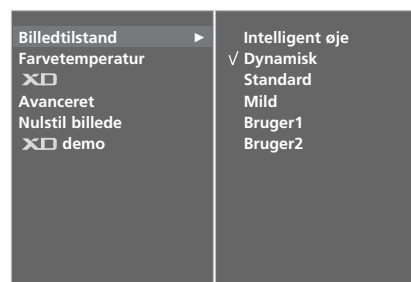 Billedtilstand ►
Farvetemperatur
XD
Avanceret
Nulstil billede
XD demo
Intelligent øje
√ Dynamisk
Standard
Mild
Bruger1
Bruger2